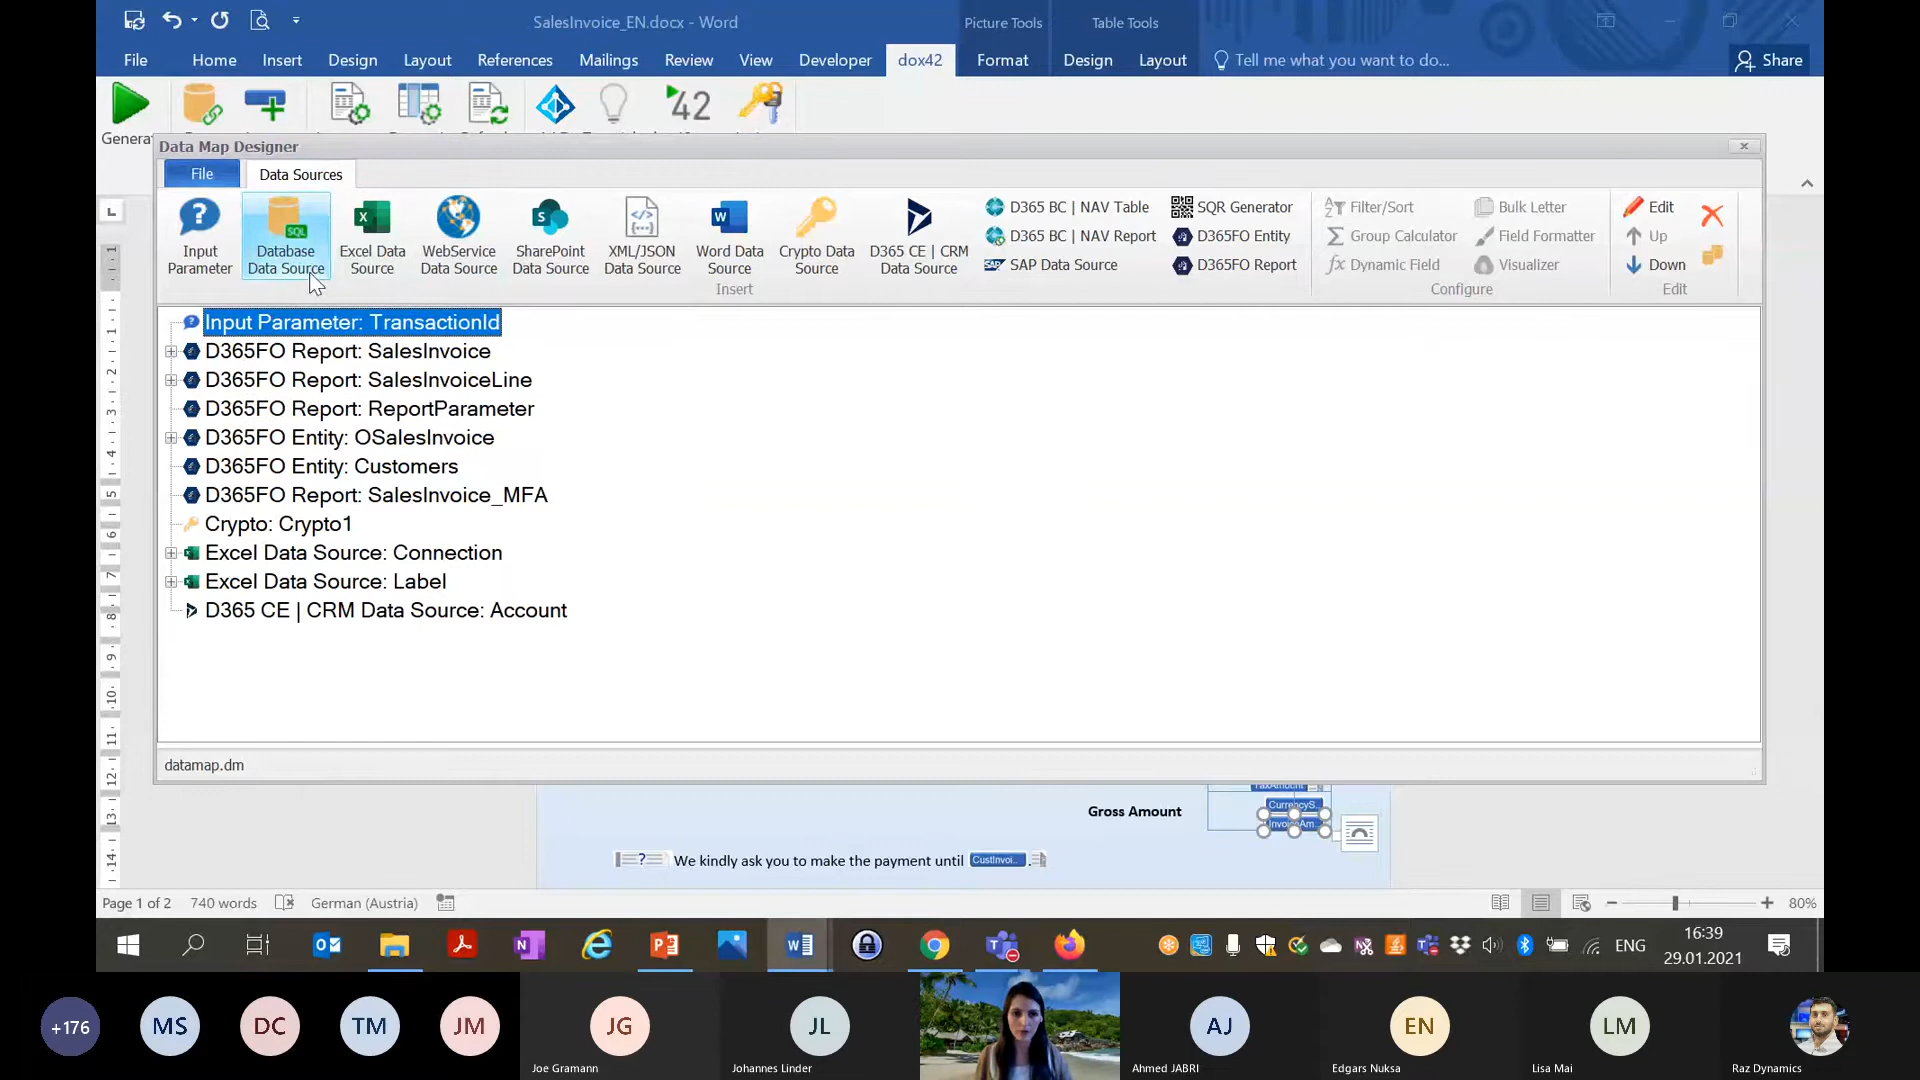 SalesInvoice_EN.docx - Word
Picture Tools
Table Tools
File
Home
Insert
Design
Layout
References
Mailings
Review
View
Developer
dox42
Format
Design
Layout
Tell me what you want to do...
Share
42
Genera
Data Map Designer
File
Data Sources
Input Parameter
Database Data Source
Excel Data Source
WebService Data Source
SharePoint Data Source
XML/JSON Data Source
Word Data Source
Crypto Data Source
D365 CE | CRM Data Source
D365 BC | NAV Table
D365 BC | NAV Report
SAP Data Source
SQR Generator
D365FO Entity
D365FO Report
Insert
Filter/Sort
Group Calculator
Dynamic Field
Bulk Letter
Field Formatter
Visualizer
Configure
Edit
Up
Down
Edit
Input Parameter: TransactionId
D365FO Report: SalesInvoice
D365FO Report: SalesInvoiceLine
D365FO Report: ReportParameter
D365FO Entity: OSalesInvoice
D365FO Entity: Customers
D365FO Report: SalesInvoice_MFA
Crypto: Crypto1
Excel Data Source: Connection
Excel Data Source: Label
D365 CE | CRM Data Source: Account
datamap.dm
TaxAmount
CurrencyS..
Gross Amount
InvoiceAm..
We kindly ask you to make the payment until CustInvoi.. .
Page 1 of 2
740 words
German (Austria)
80%
ENG
16:39
29.01.2021
+176
MS
DC
TM
JM
JG
JL
AJ
EN
LM
Joe Gramann
Johannes Linder
Ahmed JABRI
Edgars Nuksa
Lisa Mai
Raz Dynamics